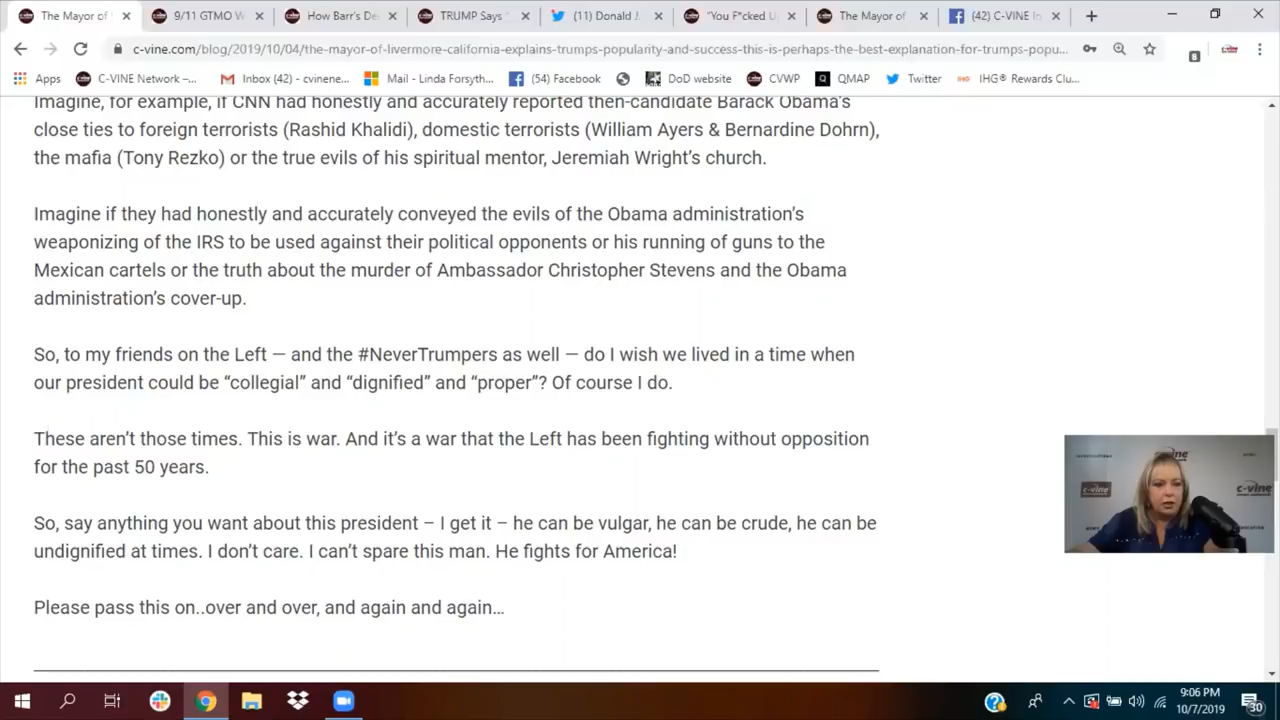 The Mayor of
9/11 GTMO W
How Barr's De
TRUMP Says "
(11) Donald J.
"You F*cked U
The Mayor of
(42) C-VINE In
c-vine.com/blog/2019/10/04/the-mayor-of-livermore-california-explains-trumps-popularity-and-success-this-is-perhaps-the-best-explanation-for-trumps-popu...
Apps
C-VINE Network –...
Inbox (42) - cvinene...
Mail - Linda Forsyth...
(54) Facebook
DoD website
CVWP
QMAP
Twitter
IHG® Rewards Clu...
Imagine, for example, if CNN had honestly and accurately reported then-candidate Barack Obama's
close ties to foreign terrorists (Rashid Khalidi), domestic terrorists (William Ayers & Bernardine Dohrn),
the mafia (Tony Rezko) or the true evils of his spiritual mentor, Jeremiah Wright's church.
Imagine if they had honestly and accurately conveyed the evils of the Obama administration's
weaponizing of the IRS to be used against their political opponents or his running of guns to the
Mexican cartels or the truth about the murder of Ambassador Christopher Stevens and the Obama
administration's cover-up.
So, to my friends on the Left — and the #NeverTrumpers as well — do I wish we lived in a time when
our president could be "collegial" and "dignified" and "proper"? Of course I do.
These aren't those times. This is war. And it's a war that the Left has been fighting without opposition
for the past 50 years.
So, say anything you want about this president – I get it – he can be vulgar, he can be crude, he can be
undignified at times. I don't care. I can't spare this man. He fights for America!
Please pass this on..over and over, and again and again…
c-vine
c-vine
9:06 PM
10/7/2019
30